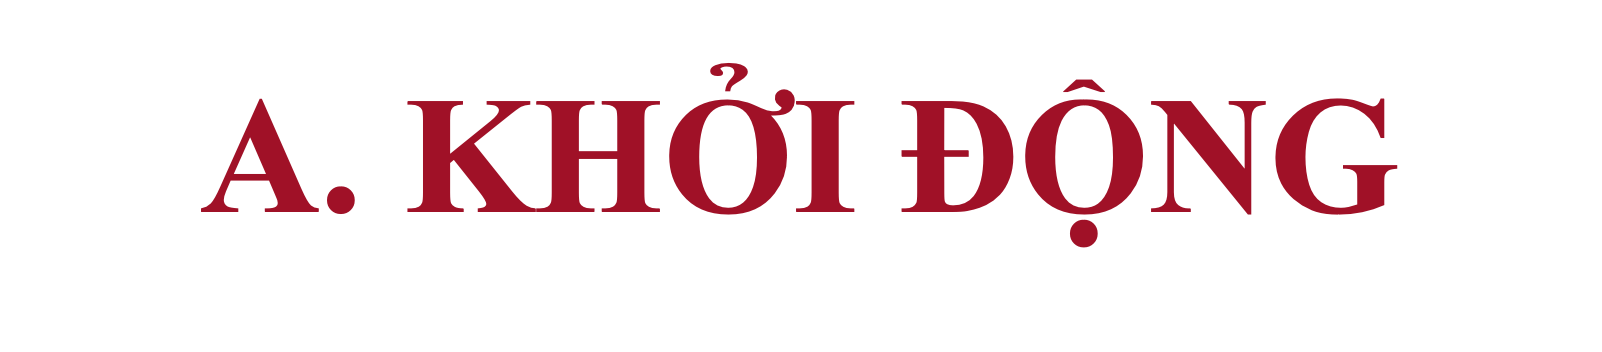 A. KHỞI ĐỘNG